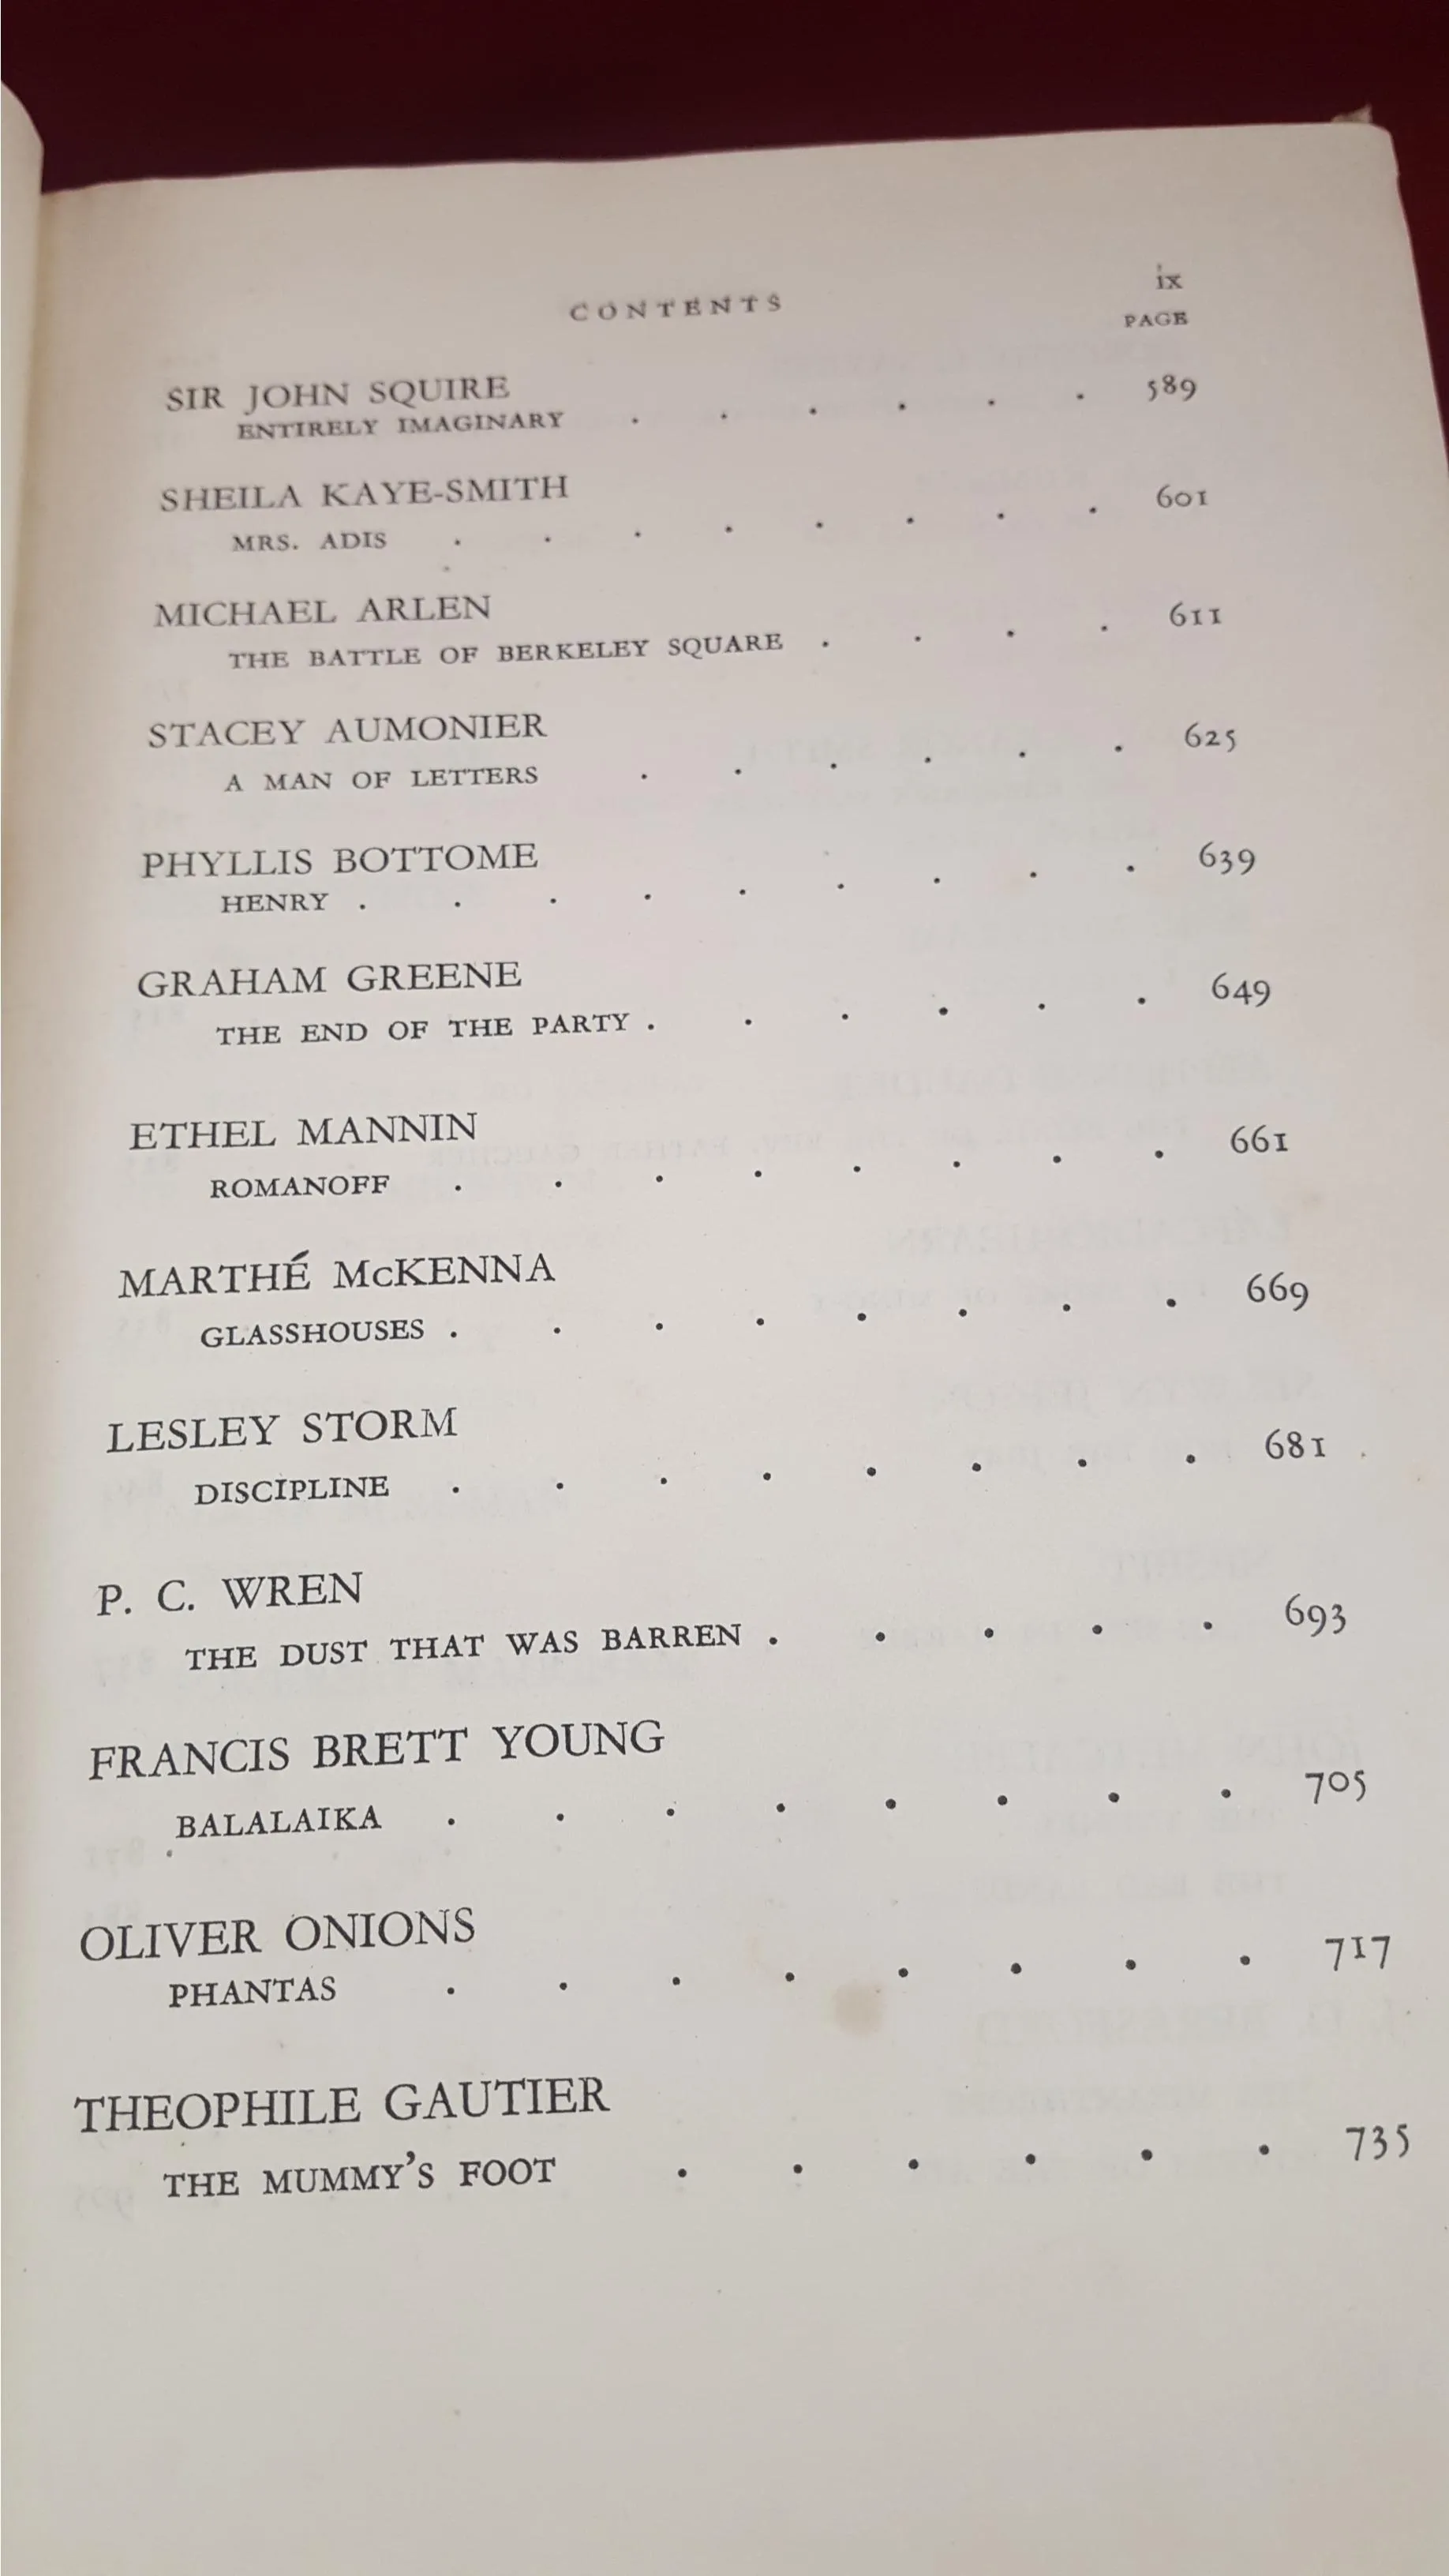 ix
CONTENTS
PAGE
SIR JOHN SQUIRE
ENTIRELY IMAGINARY . . . . . . 589
SHEILA KAYE-SMITH
MRS. ADIS . . . . . . . . 601
MICHAEL ARLEN
THE BATTLE OF BERKELEY SQUARE . . . . 611
STACEY AUMONIER
A MAN OF LETTERS . . . . . . 625
PHYLLIS BOTTOME
HENRY . . . . . . . . . 639
GRAHAM GREENE
THE END OF THE PARTY . . . . . . 649
ETHEL MANNIN
ROMANOFF . . . . . . . . 661
MARTHÉ McKENNA
GLASSHOUSES . . . . . . . . 669
LESLEY STORM
DISCIPLINE . . . . . . . . 681
P. C. WREN
THE DUST THAT WAS BARREN . . . . . 693
FRANCIS BRETT YOUNG
BALALAIKA . . . . . . . . 705
OLIVER ONIONS
PHANTAS . . . . . . . . 717
THEOPHILE GAUTIER
THE MUMMY'S FOOT . . . . . . 735